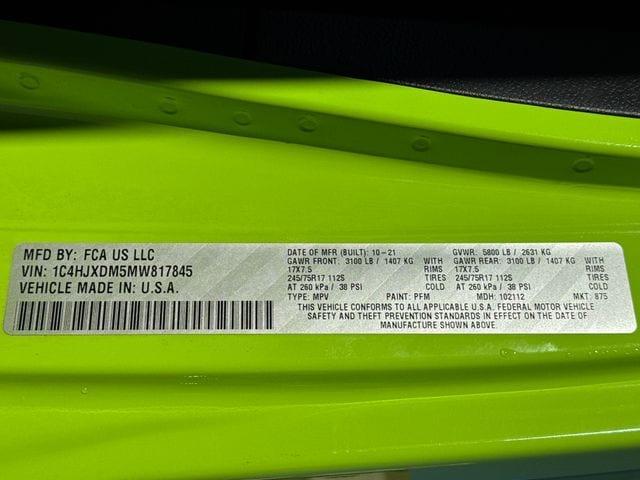 MFD BY: FCA US LLC
VIN: 1C4HJXDM5MW817845
VEHICLE MADE IN: U.S.A.
DATE OF MFR (BUILT): 10-21 GVWR: 5800 LB / 2631 KG
GAWR FRONT: 3100 LB / 1407 KG WITH GAWR REAR: 3100 LB / 1407 KG WITH
17X7.5 RIMS 17X7.5 RIMS
245/75R17 112S TIRES 245/75R17 112S TIRES
AT 260 kPa / 38 PSI COLD AT 260 kPa / 38 PSI COLD
TYPE: MPV PAINT: PFM MDH: 102112 MKT: 875
THIS VEHICLE CONFORMS TO ALL APPLICABLE U.S.A. FEDERAL MOTOR VEHICLE
SAFETY AND THEFT PREVENTION STANDARDS IN EFFECT ON THE DATE OF
MANUFACTURE SHOWN ABOVE.